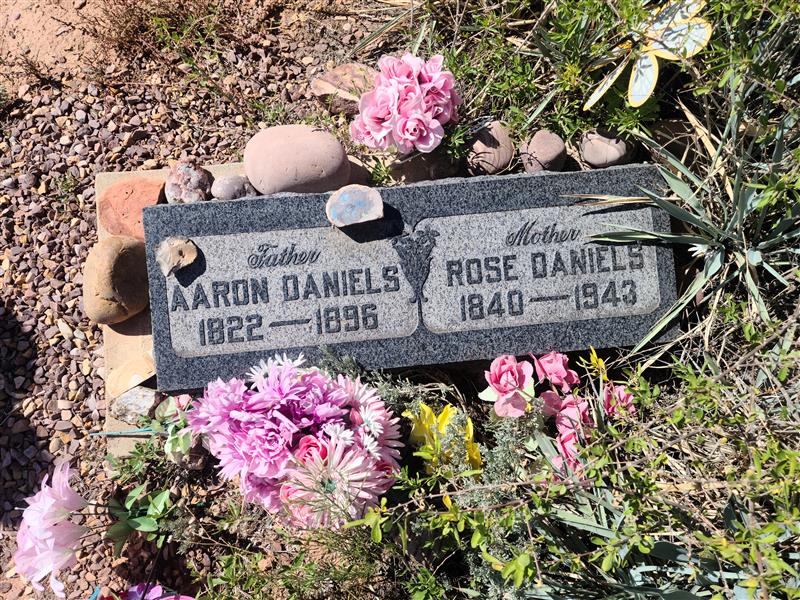 Father
AARON DANIELS
1822 — 1896
Mother
ROSE DANIELS
1840 — 1943